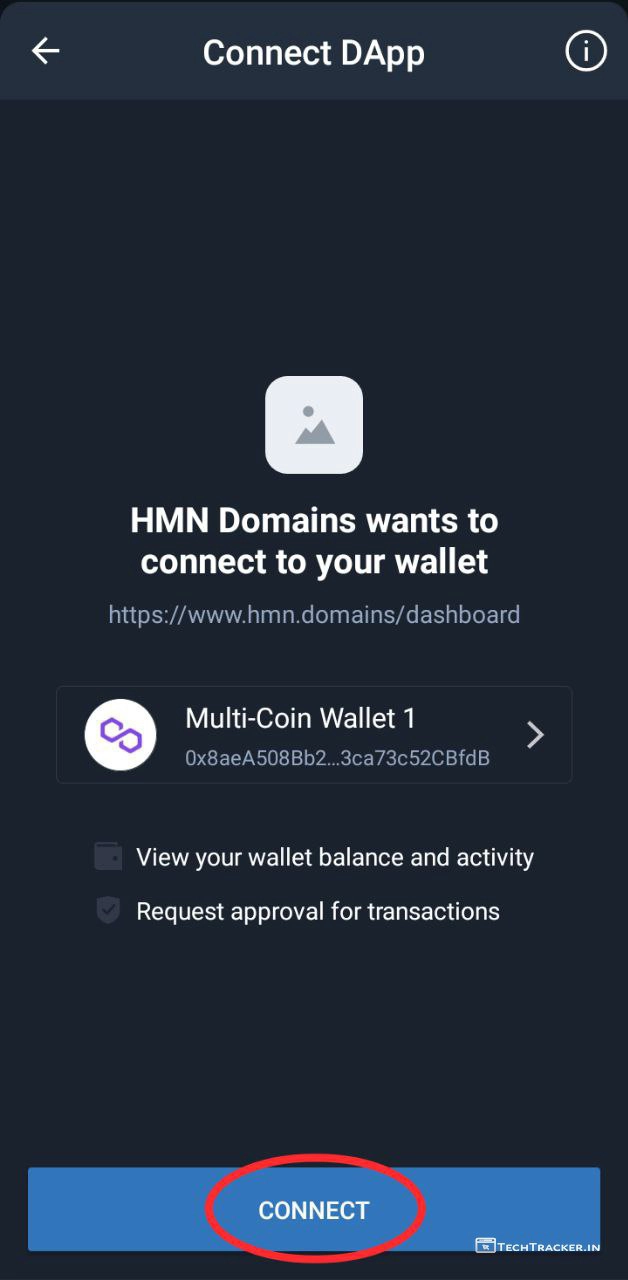 Connect DApp
HMN Domains wants to
connect to your wallet
https://www.hmn.domains/dashboard
Multi-Coin Wallet 1
0x8aeA508Bb2...3ca73c52CBfdB
View your wallet balance and activity
Request approval for transactions
CONNECT
TECHTRACKER.IN